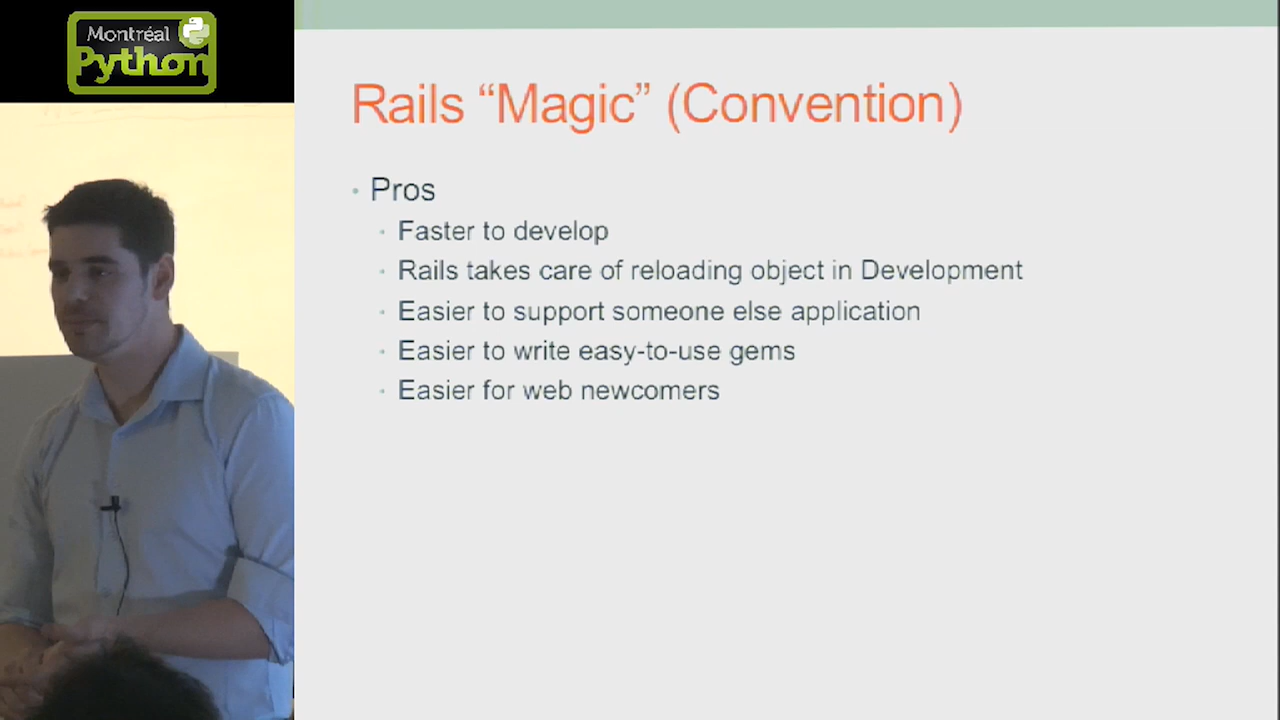 Montréal
Python
Rails “Magic” (Convention)
• Pros
• Faster to develop
• Rails takes care of reloading object in Development
• Easier to support someone else application
• Easier to write easy-to-use gems
• Easier for web newcomers